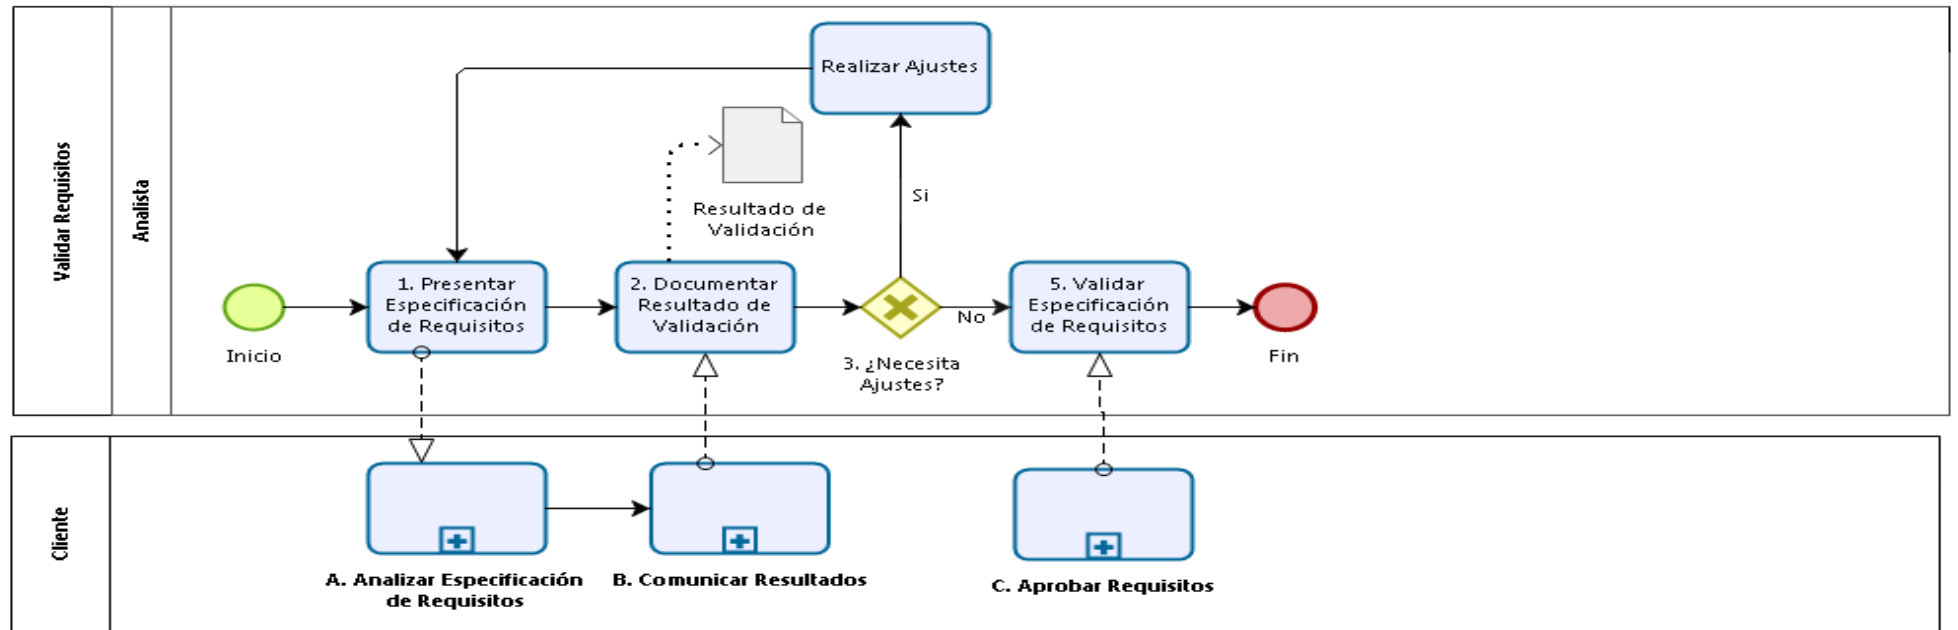 Validar Requisitos
Analista
Realizar Ajustes
Resultado de
Validación
Si
1. Presentar
Especificación
de Requisitos
2. Documentar
Resultado de
Validación
No
5. Validar
Especificación
de Requisitos
Inicio
3. ¿Necesita
Ajustes?
Fin
Cliente
A. Analizar Especificación
de Requisitos
B. Comunicar Resultados
C. Aprobar Requisitos